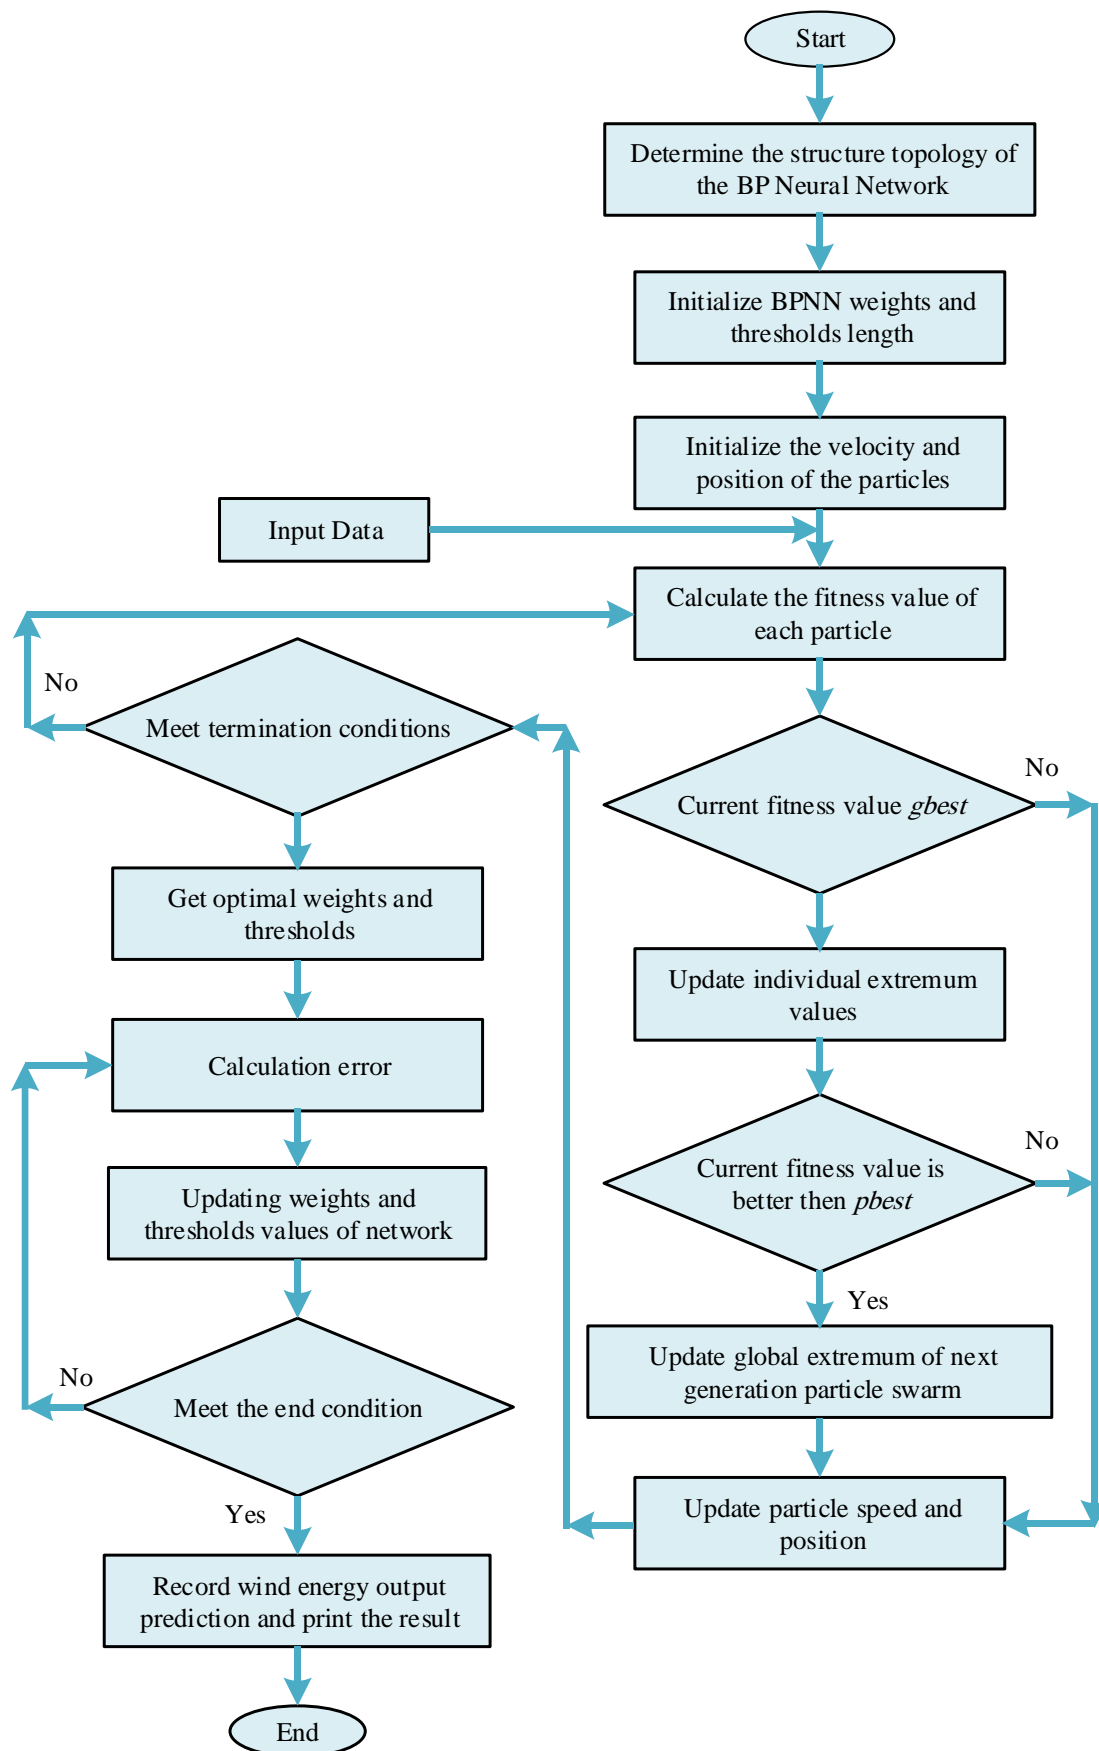 Start
Determine the structure topology of
the BP Neural Network
Initialize BPNN weights and
thresholds length
Initialize the velocity and
position of the particles
Input Data
Calculate the fitness value of
each particle
No
Meet termination conditions
No
Current fitness value gbest
Get optimal weights and
thresholds
Update individual extremum
values
Calculation error
No
Current fitness value is
better then pbest
Updating weights and
thresholds values of network
Yes
Update global extremum of next
generation particle swarm
No
Meet the end condition
Yes
Update particle speed and
position
Record wind energy output
prediction and print the result
End